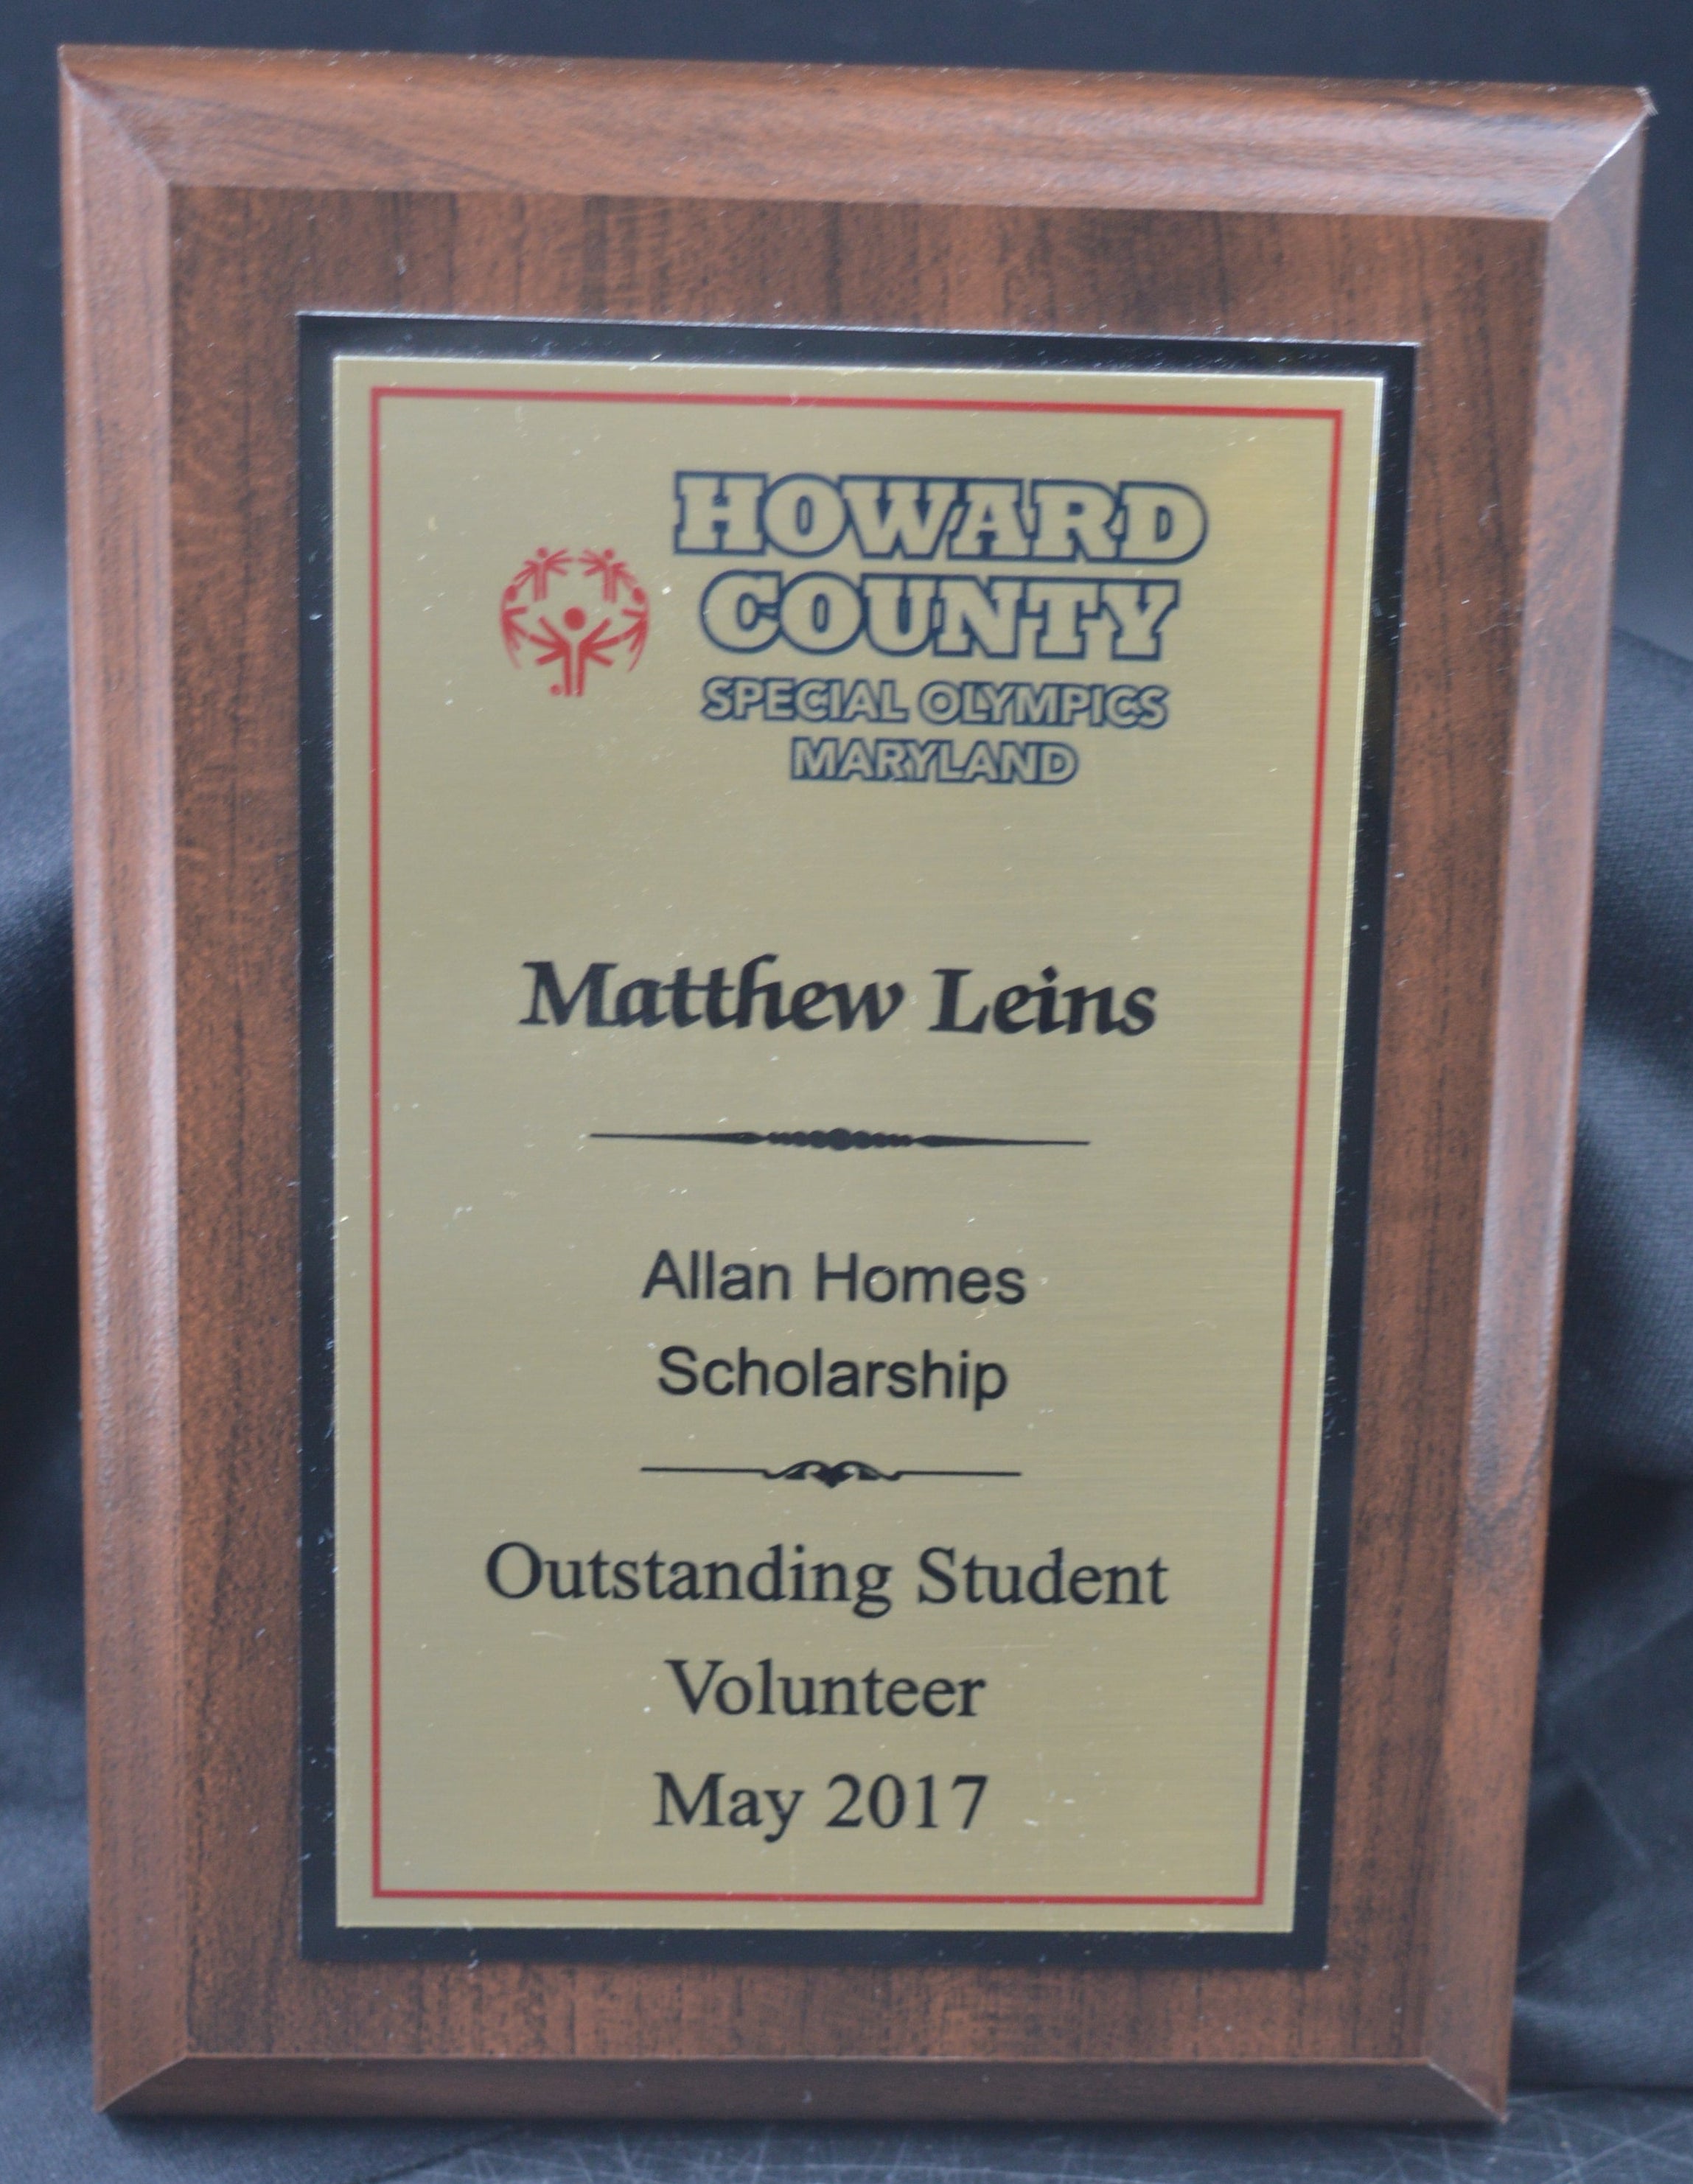 HOWARD
COUNTY
SPECIAL OLYMPICS
MARYLAND
Matthew Leins
Allan Homes
Scholarship
Outstanding Student
Volunteer
May 2017